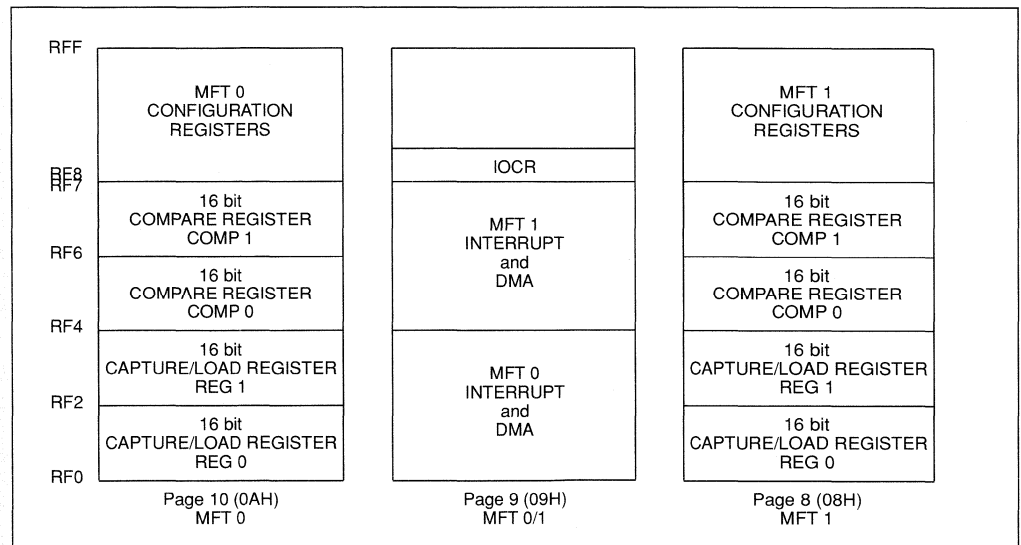 RFF
RF8
RF7
RF6
RF4
RF2
RF0
MFT 0
CONFIGURATION
REGISTERS
16 bit
COMPARE REGISTER
COMP 1
16 bit
COMPARE REGISTER
COMP 0
16 bit
CAPTURE/LOAD REGISTER
REG 1
16 bit
CAPTURE/LOAD REGISTER
REG 0
Page 10 (0AH)
MFT 0
IOCR
MFT 1
INTERRUPT
and
DMA
MFT 0
INTERRUPT
and
DMA
Page 9 (09H)
MFT 0/1
MFT 1
CONFIGURATION
REGISTERS
16 bit
COMPARE REGISTER
COMP 1
16 bit
COMPARE REGISTER
COMP 0
16 bit
CAPTURE/LOAD REGISTER
REG 1
16 bit
CAPTURE/LOAD REGISTER
REG 0
Page 8 (08H)
MFT 1